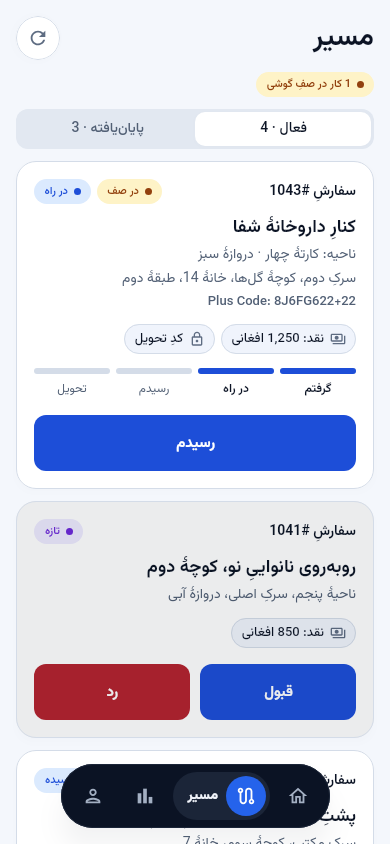 مسیر
1 کار در صفِ گوشی
فعال · 4
پایان‌یافته · 3
سفارشِ #1043
در صف
در راه
کنارِ داروخانهٔ شفا
ناحیه: کارتهٔ چهار · دروازهٔ سبز
سرکِ دوم، کوچهٔ گل‌ها، خانهٔ 14، طبقهٔ دوم
Plus Code: 8J6FG622+22
نقد: 1,250 افغانی
کدِ تحویل
گرفتم
در راه
رسیدم
تحویل
رسیدم
سفارشِ #1041
تازه
روبه‌روی نانواییِ نو، کوچهٔ دوم
ناحیهٔ پنجم، سرکِ اصلی، دروازهٔ آبی
نقد: 850 افغانی
قبول
رد
مسیر